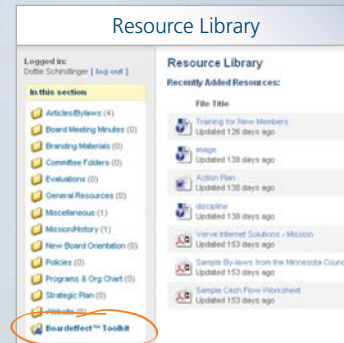 Resource Library
Logged in:
Dottie Schindlinger [ log out ]
In this section
Articles/Bylaws (4)
Board Meeting Minutes (0)
Branding Materials (0)
Committee Folders (0)
Evaluations (0)
General Resources (0)
Miscellaneous (1)
Mission/History (1)
New Board Orientation (0)
Policies (0)
Programs & Org Chart (0)
Strategic Plan (0)
Website (0)
Boardeffect™ Toolkit
Resource Library
Recently Added Resources:
File Title
Training for New Members
Updated 126 days ago
image
Updated 138 days ago
Action Plan
Updated 138 days ago
discipline
Updated 138 days ago
Verve Internet Solutions - Mission
Updated 153 days ago
Sample By-laws from the Minnesota Counc
Updated 153 days ago
Sample Cash Flow Worksheet
Updated 153 days ago